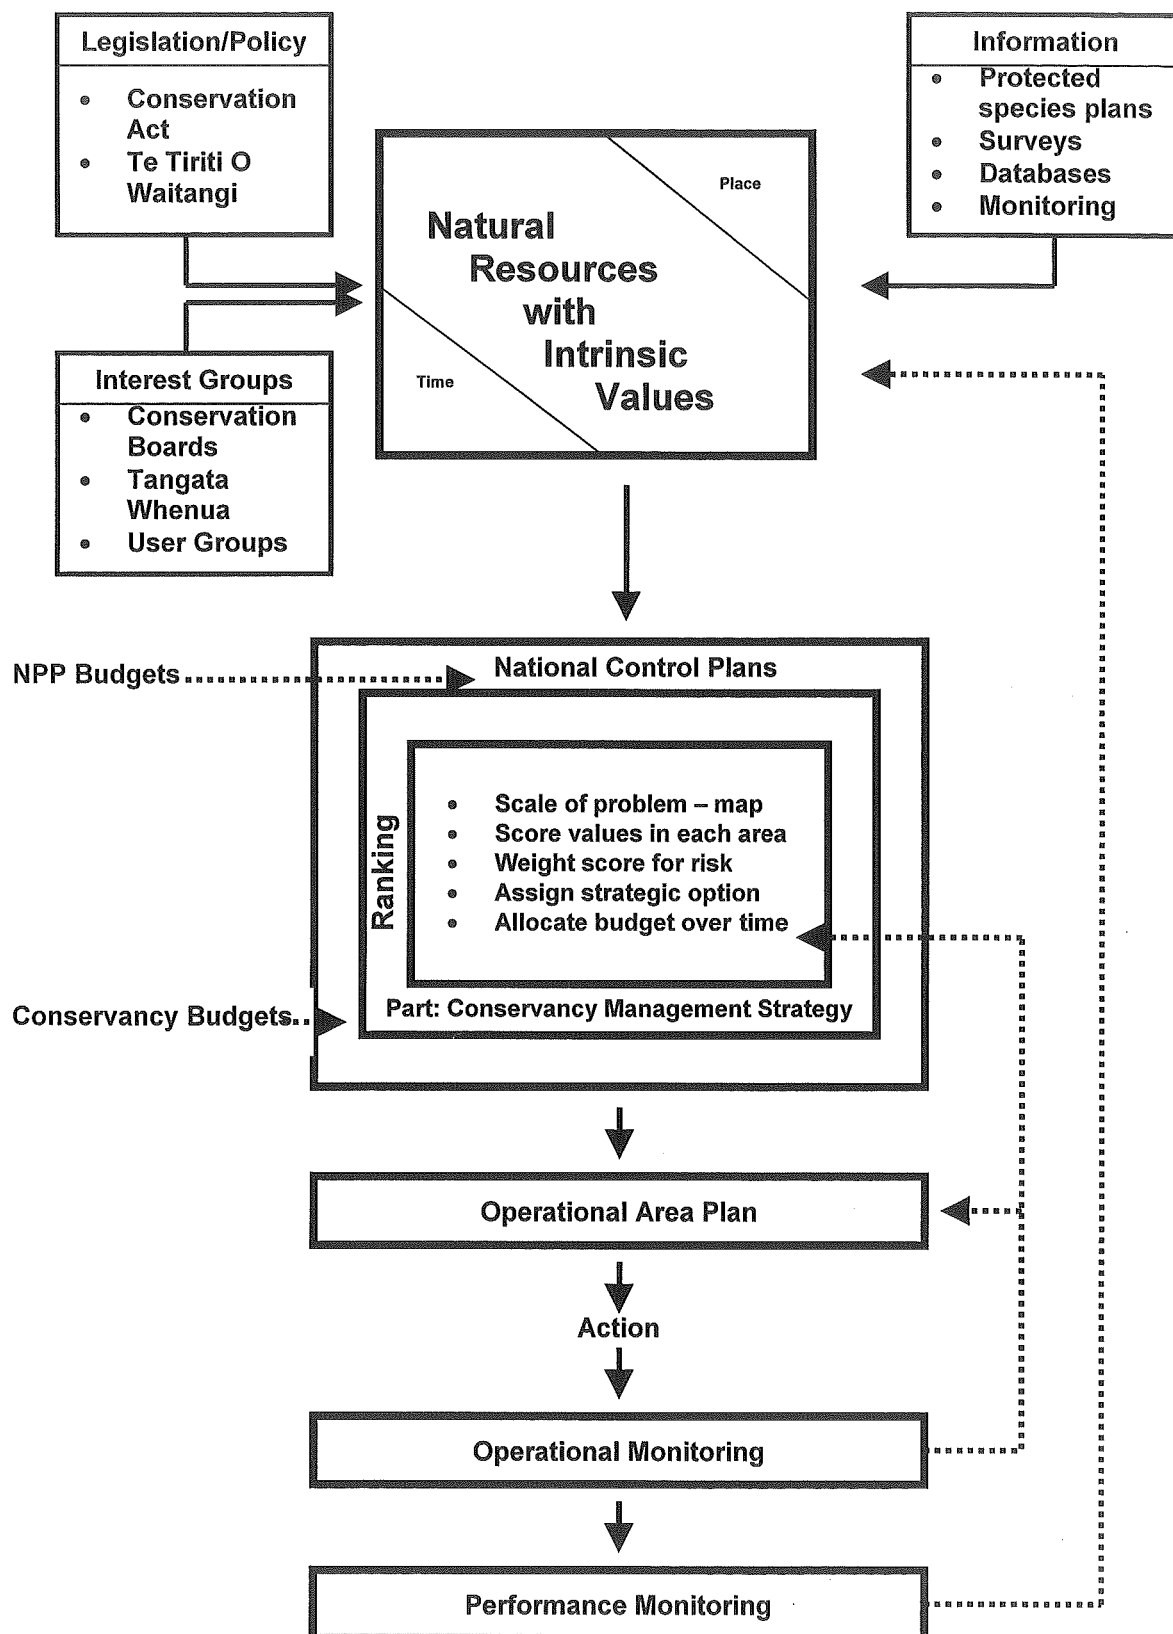 Legislation/Policy
• Conservation
Act
• Te Tiriti O
Waitangi
Information
• Protected
species plans
• Surveys
• Databases
• Monitoring
Place
Natural
Resources
with
Intrinsic
Values
Time
Interest Groups
• Conservation
Boards
• Tangata
Whenua
• User Groups
NPP Budgets
National Control Plans
Ranking
• Scale of problem – map
• Score values in each area
• Weight score for risk
• Assign strategic option
• Allocate budget over time
Part: Conservancy Management Strategy
Conservancy Budgets
Operational Area Plan
Action
Operational Monitoring
Performance Monitoring